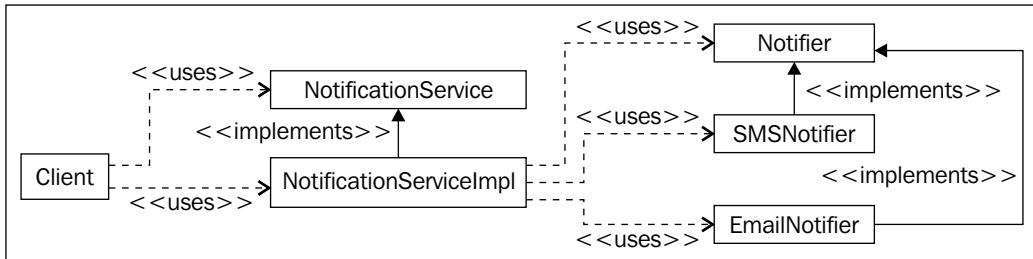 <<uses>>
Notifier
<<uses>>
NotificationService
<<implements>>
<<implements>>
<<uses>>
SMSNotifier
Client
NotificationServiceImpl
<<implements>>
<<uses>>
<<uses>>
EmailNotifier